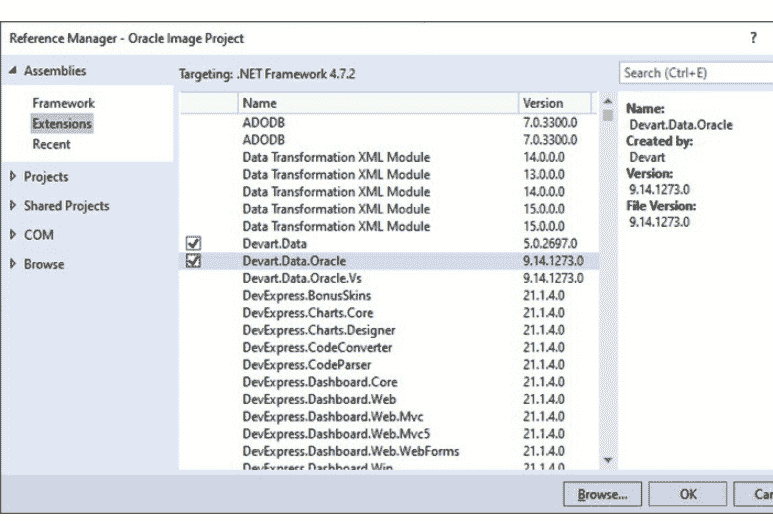 Reference Manager - Oracle Image Project ?
Assemblies
Framework
Extensions
Recent
Projects
Shared Projects
COM
Browse
Targeting: .NET Framework 4.7.2
Name Version
ADODB 7.0.3300.0
ADODB 7.0.3300.0
Data Transformation XML Module 14.0.0.0
Data Transformation XML Module 13.0.0.0
Data Transformation XML Module 14.0.0.0
Data Transformation XML Module 15.0.0.0
Data Transformation XML Module 15.0.0.0
Devart.Data 5.0.2697.0
Devart.Data.Oracle 9.14.1273.0
Devart.Data.Oracle.Vs 9.14.1273.0
DevExpress.BonusSkins 21.1.4.0
DevExpress.Charts.Core 21.1.4.0
DevExpress.Charts.Designer 21.1.4.0
DevExpress.CodeConverter 21.1.4.0
DevExpress.CodeParser 21.1.4.0
DevExpress.Dashboard.Core 21.1.4.0
DevExpress.Dashboard.Web 21.1.4.0
DevExpress.Dashboard.Web.Mvc 21.1.4.0
DevExpress.Dashboard.Web.Mvc5 21.1.4.0
DevExpress.Dashboard.Web.WebForms 21.1.4.0
DevExpress.Dashboard.Win 21.1.4.0
Search (Ctrl+E)
Name:
Devart.Data.Oracle
Created by:
Devart
Version:
9.14.1273.0
File Version:
9.14.1273.0
Browse... OK Can